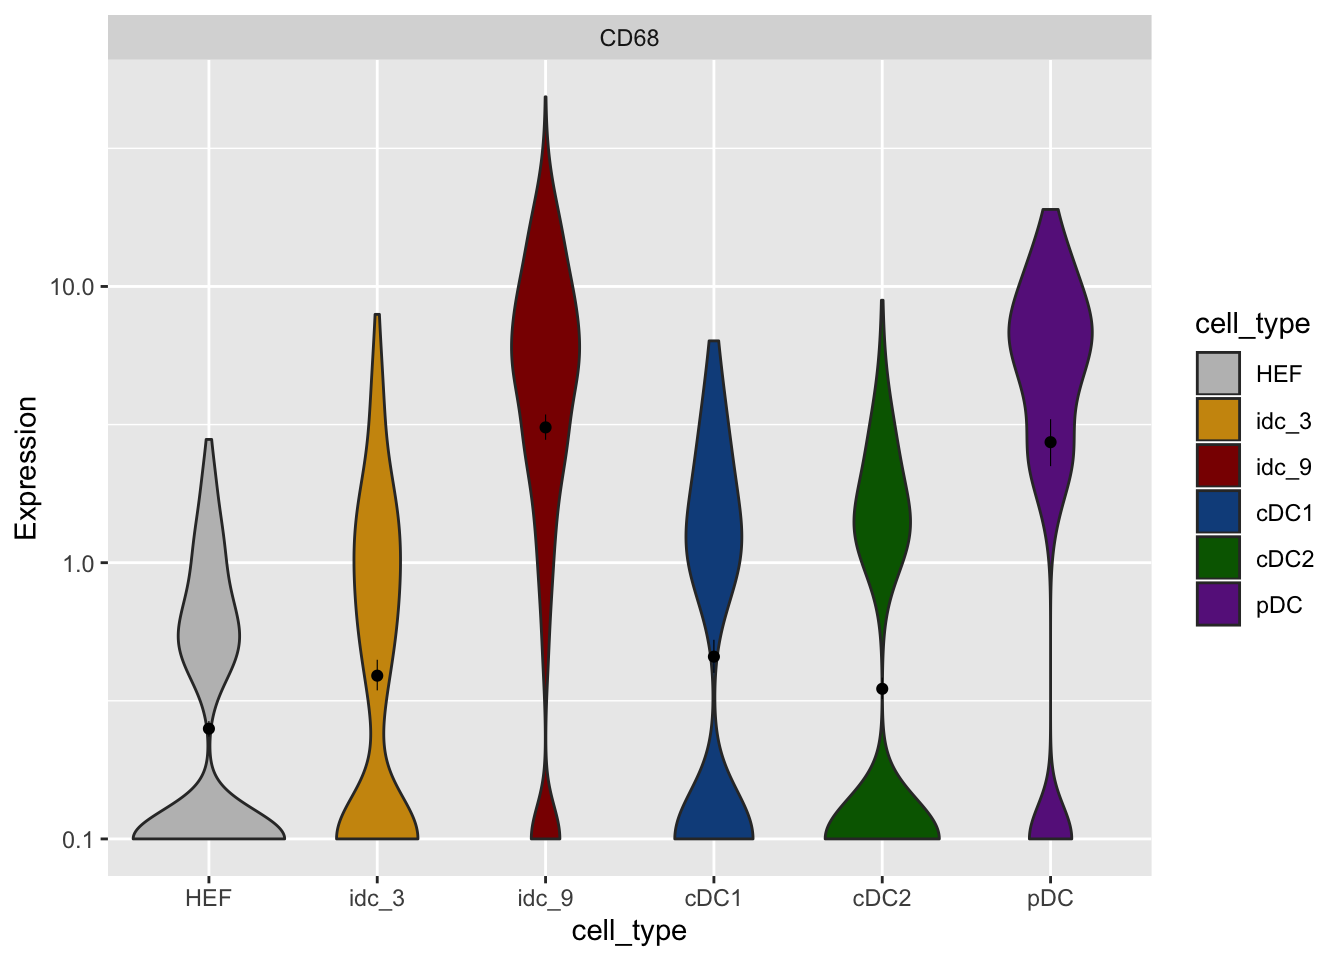 CD68
Expression
10.0
1.0
0.1
HEF
idc_3
idc_9
cDC1
cDC2
pDC
cell_type
cell_type
HEF
idc_3
idc_9
cDC1
cDC2
pDC